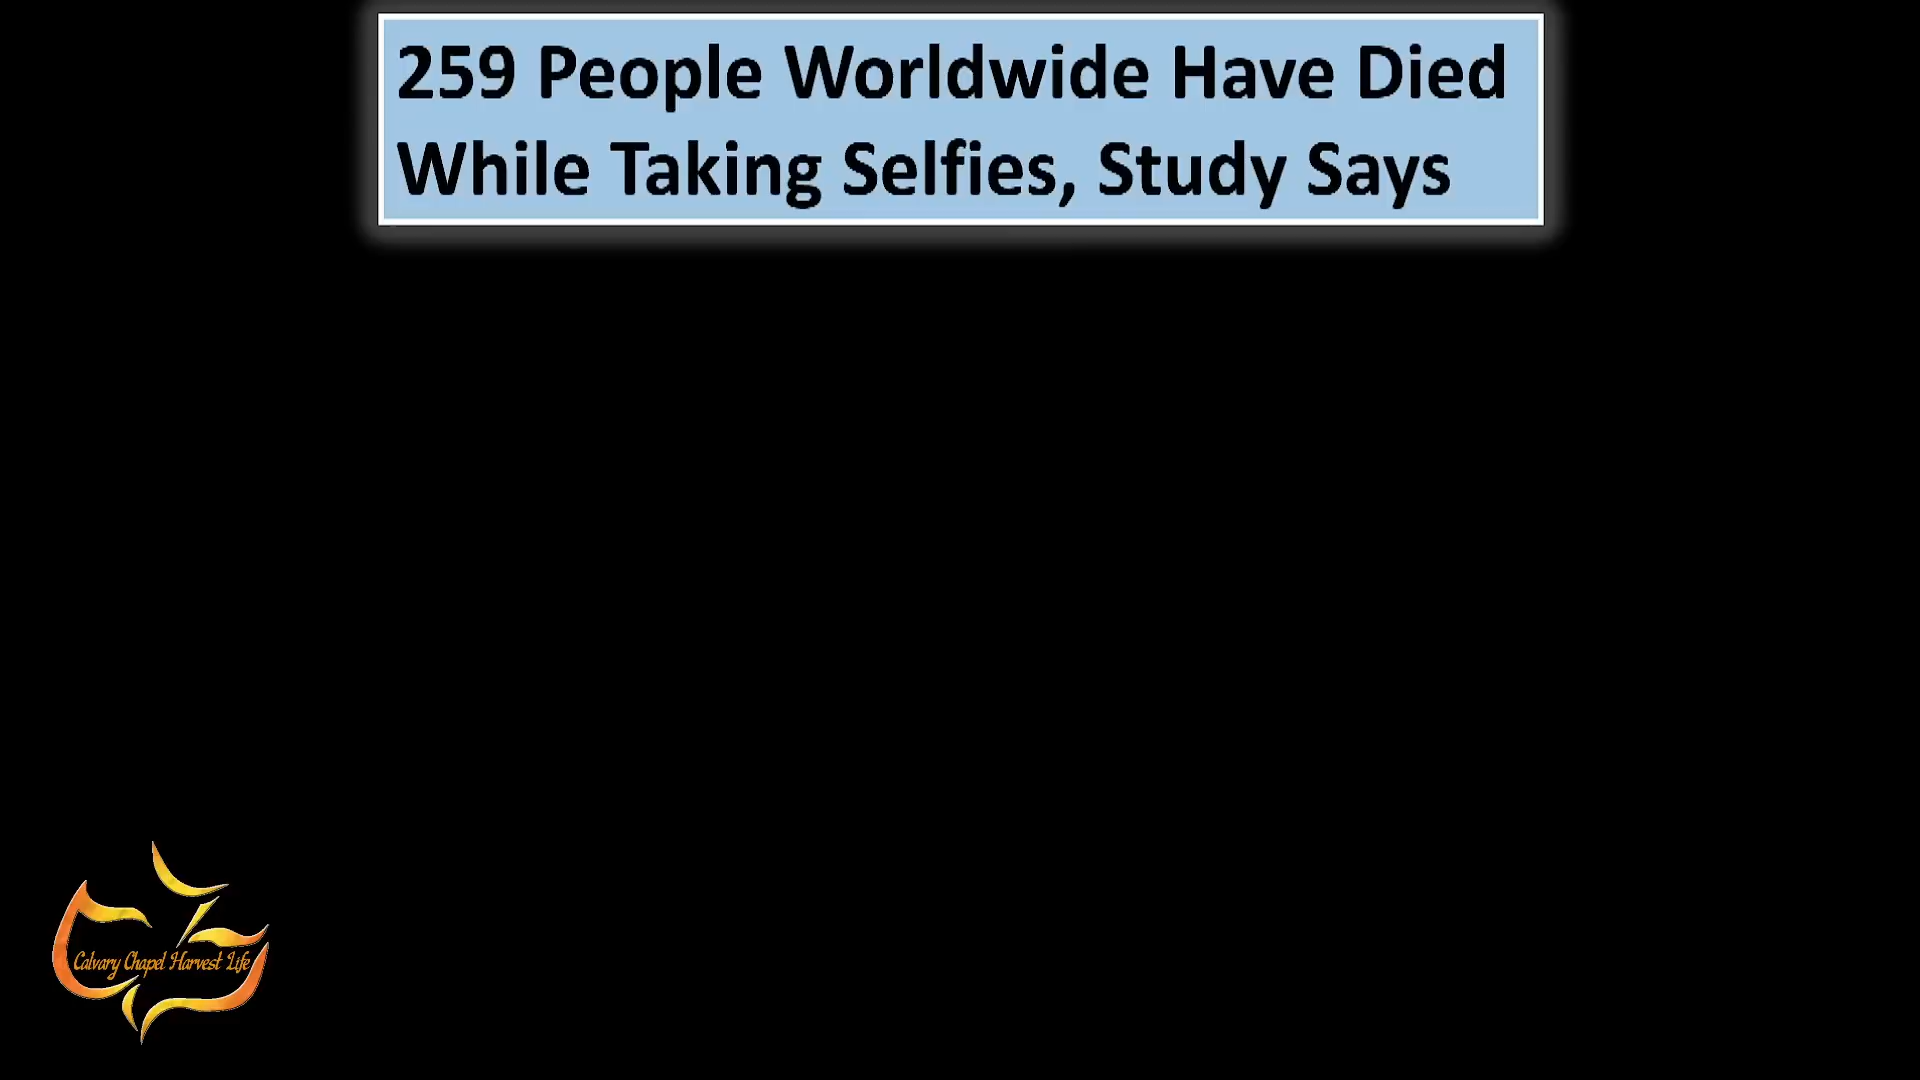 259 People Worldwide Have Died
While Taking Selfies, Study Says
Calvary Chapel Harvest Life